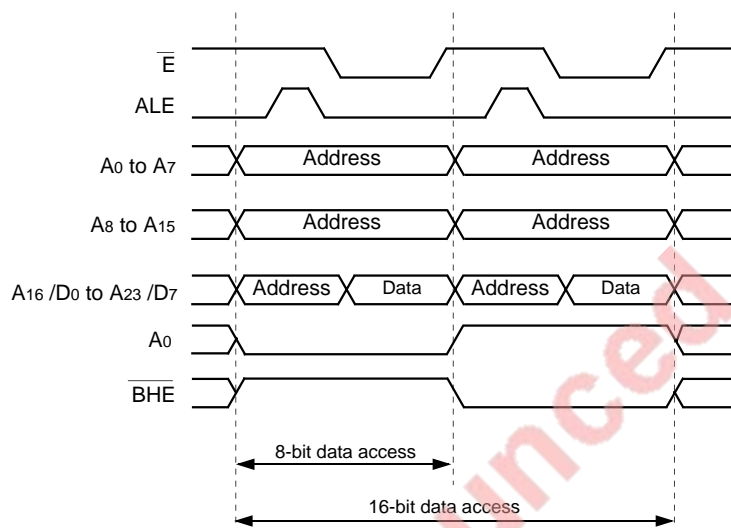 E
ALE
A0 to A7 Address Address
A8 to A15 Address Address
A16 /D0 to A23 /D7 Address Data Address Data
A0
BHE
8-bit data access
16-bit data access
unced